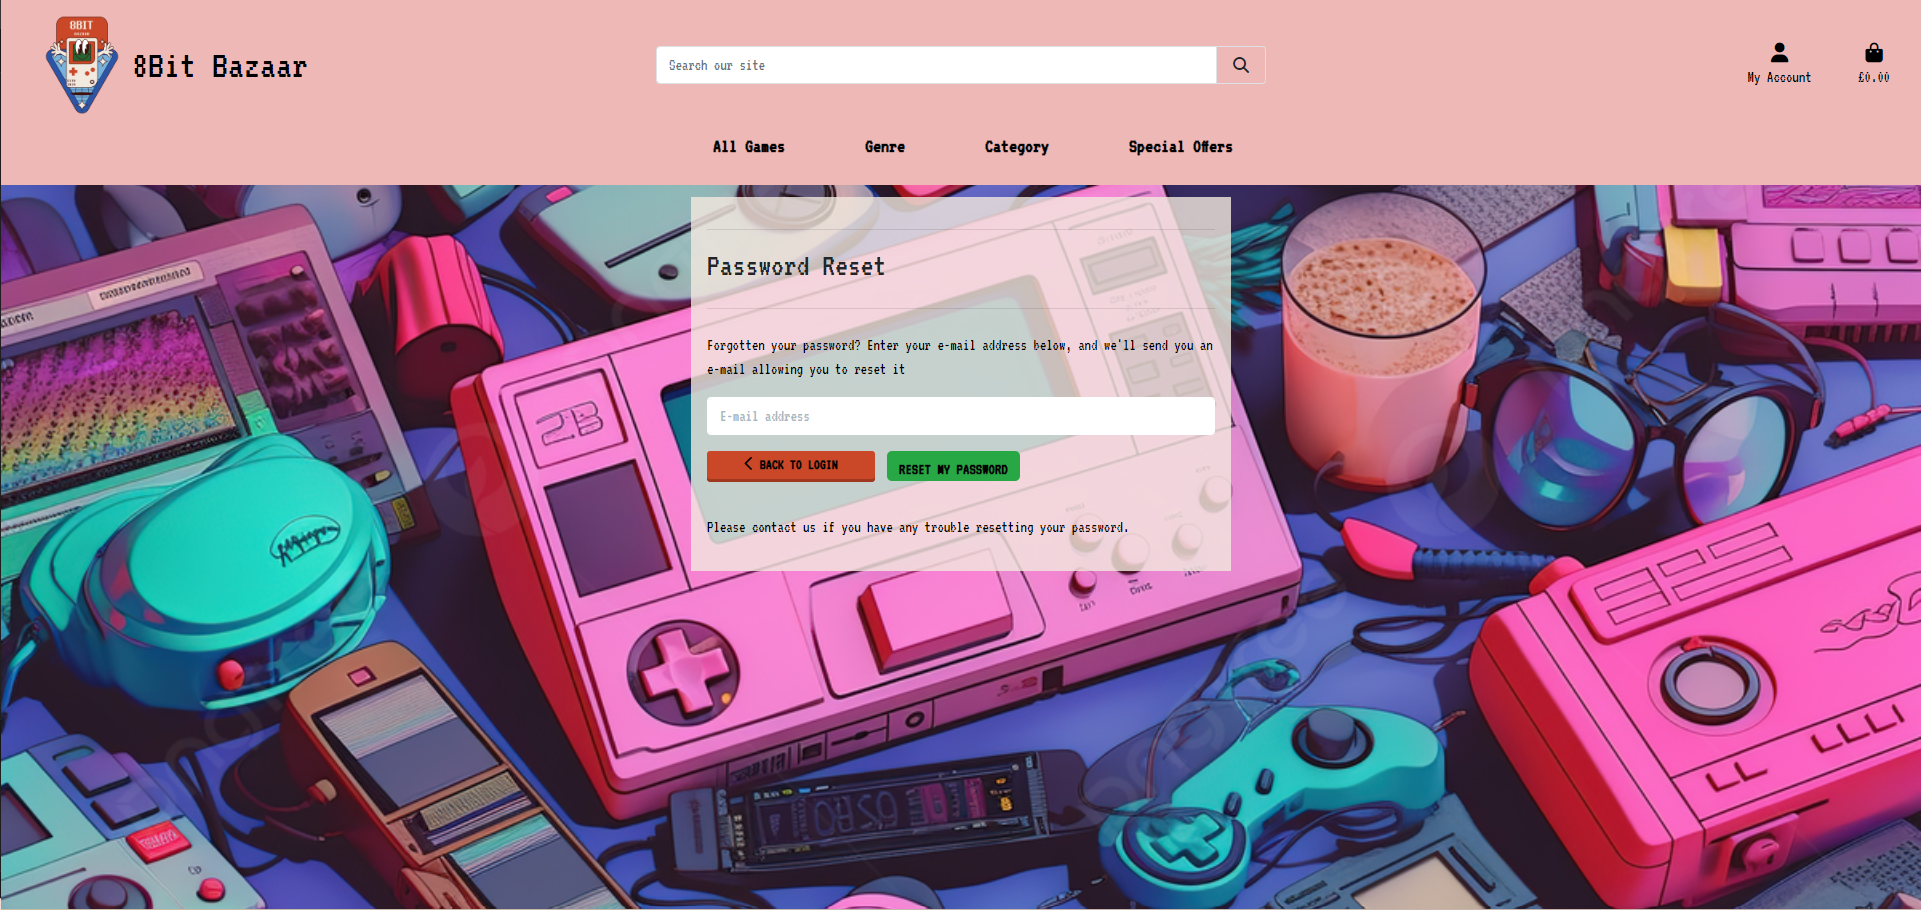 8BIT
8Bit Bazaar
Search our site
My Account
£0.00
All Games
Genre
Category
Special Offers
Password Reset
Forgotten your password? Enter your e-mail address below, and we'll send you an
e-mail allowing you to reset it
E-mail address
BACK TO LOGIN
RESET MY PASSWORD
Please contact us if you have any trouble resetting your password.